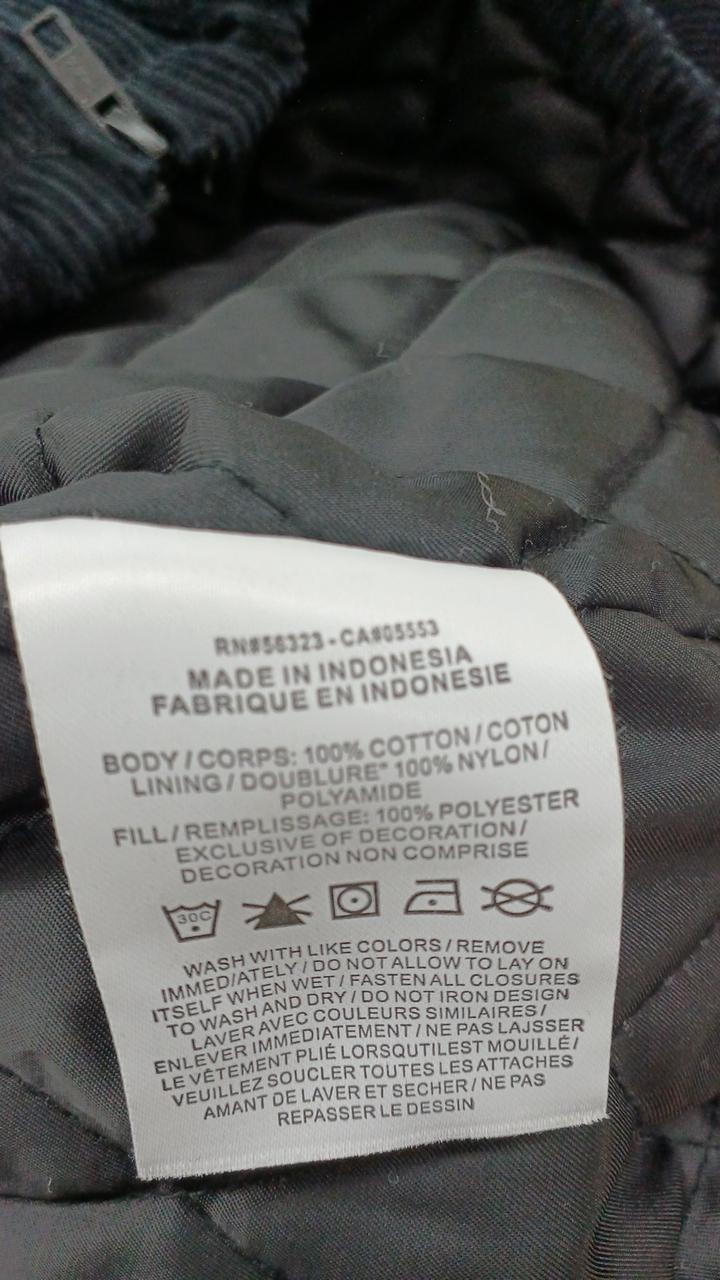 RN#56323 - CA#05553
MADE IN INDONESIA
FABRIQUE EN INDONESIE
BODY / CORPS: 100% COTTON / COTON
LINING / DOUBLURE" 100% NYLON /
POLYAMIDE
FILL / REMPLISSAGE: 100% POLYESTER
EXCLUSIVE OF DECORATION /
DECORATION NON COMPRISE
30C
WASH WITH LIKE COLORS / REMOVE
IMMED/ATELY / DO NOT ALLOW TO LAY ON
ITSELF WHEN WET / FASTEN ALL CLOSURES
TO WASH AND DRY / DO NOT IRON DESIGN
LAVER AVEC COULEURS SIMILAIRES /
ENLEVER IMMEDIATEMENT / NE PAS LAJSSER
LE VÊTEMENT PLIÉ LORSQUTILEST MOUILLÉ /
VEUILLEZ SOUCLER TOUTES LES ATTACHES
AMANT DE LAVER ET SECHER / NE PAS
REPASSER LE DESSIN